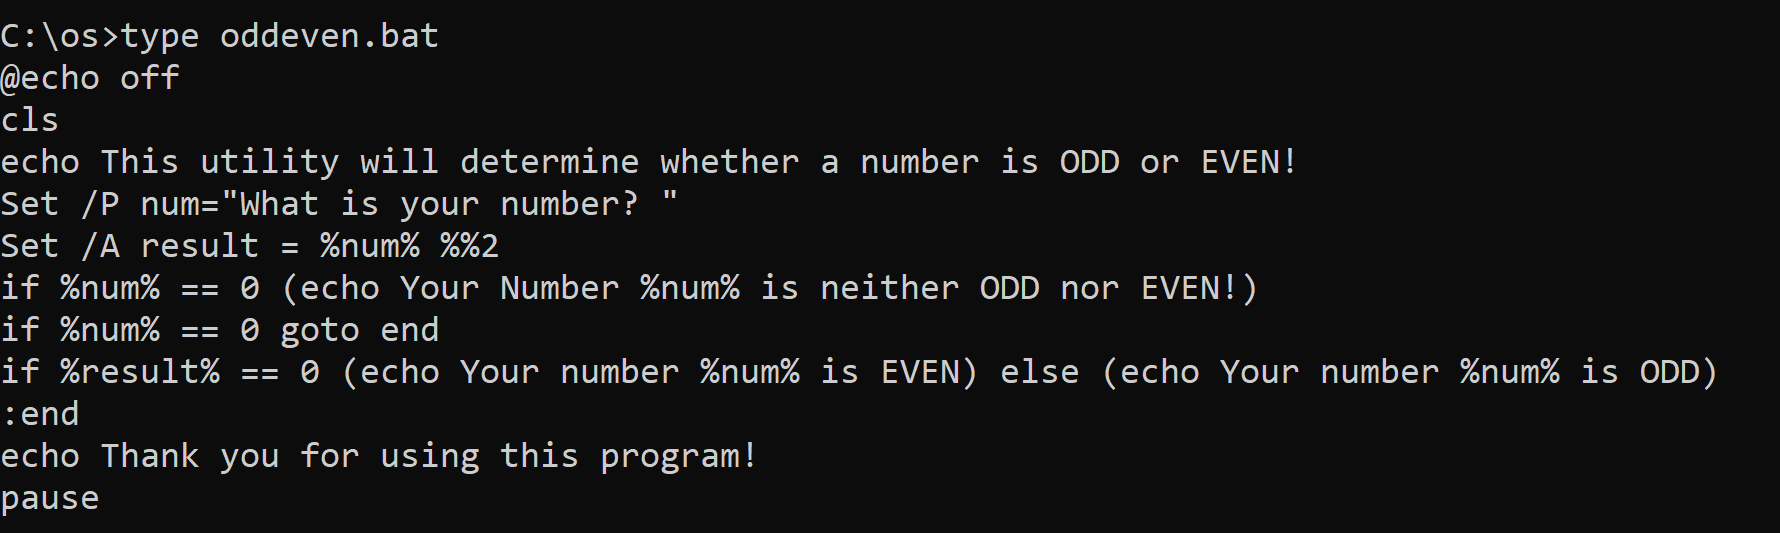 C:\os>type oddeven.bat
@echo off
cls
echo This utility will determine whether a number is ODD or EVEN!
Set /P num="What is your number? "
Set /A result = %num% %%2
if %num% == 0 (echo Your Number %num% is neither ODD nor EVEN!)
if %num% == 0 goto end
if %result% == 0 (echo Your number %num% is EVEN) else (echo Your number %num% is ODD)
:end
echo Thank you for using this program!
pause